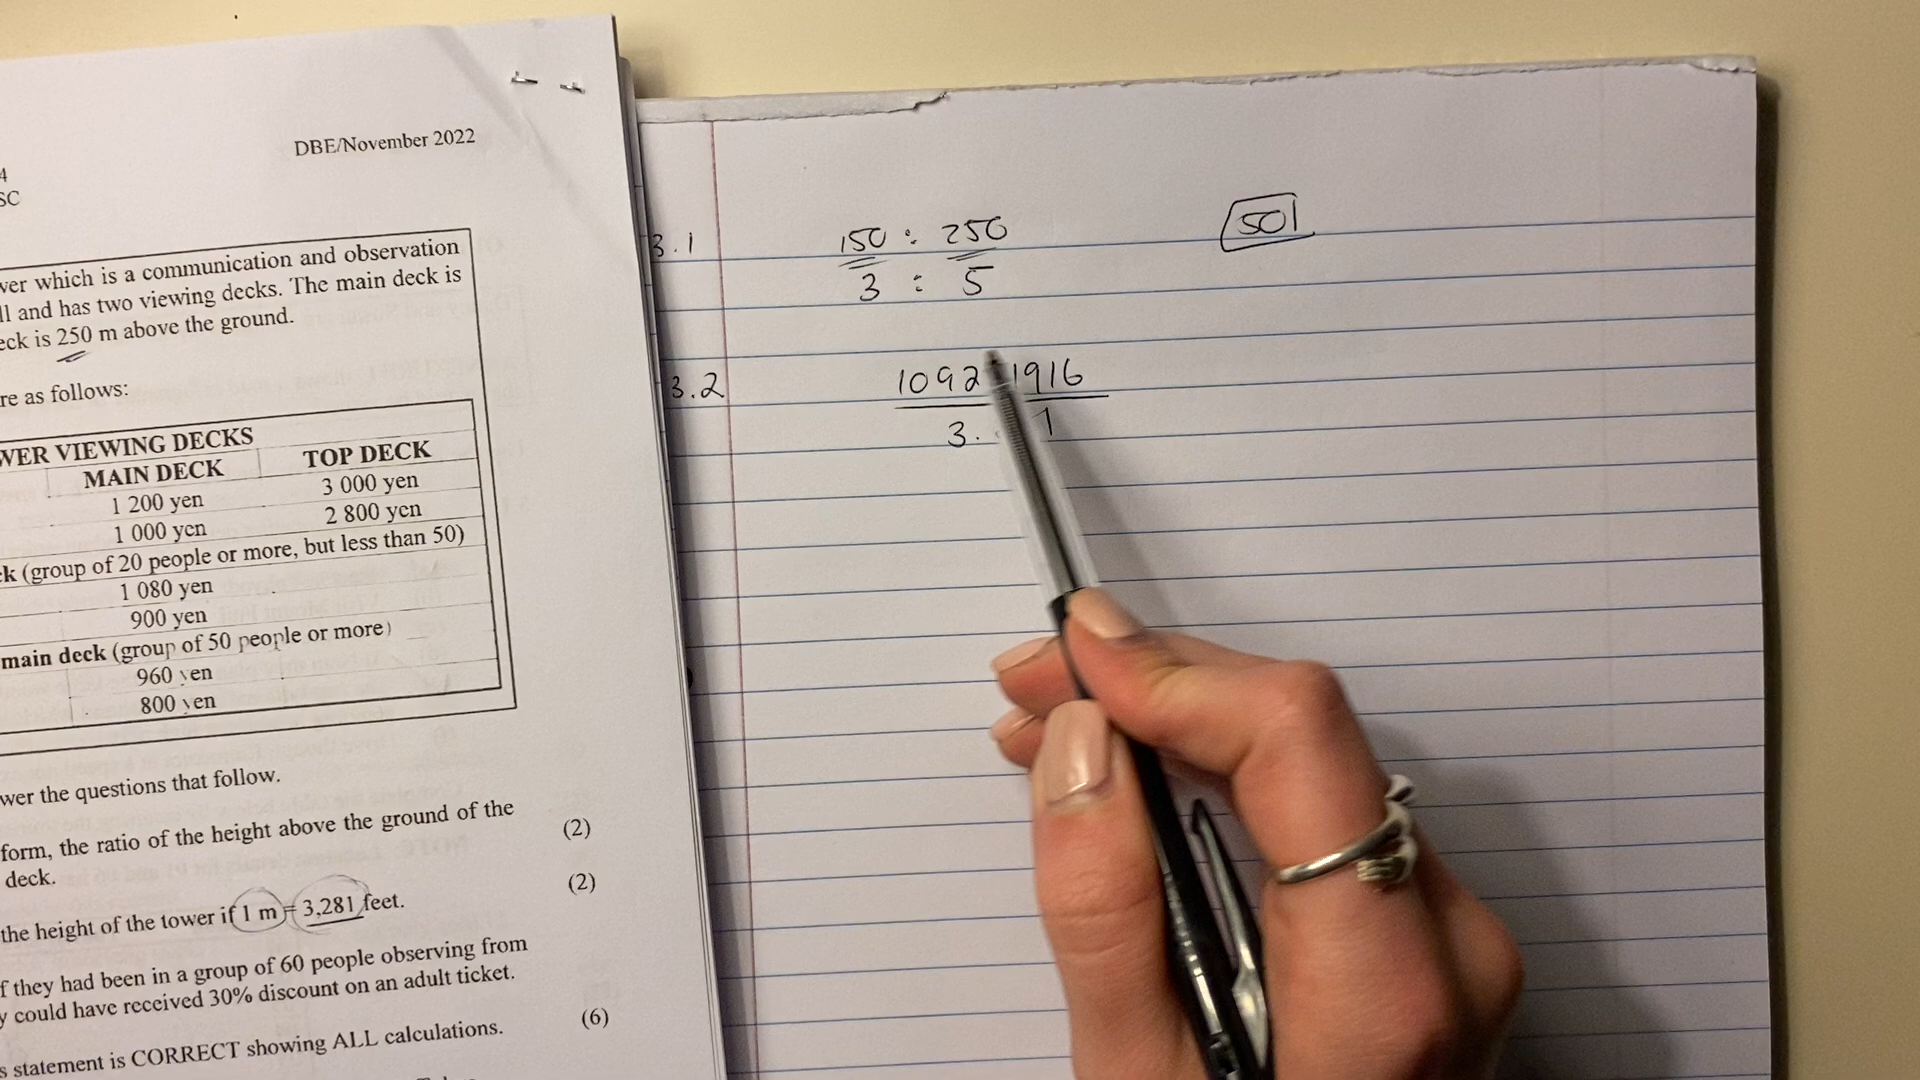 DBE/November 2022
4
SC
ver which is a communication and observation
ll and has two viewing decks. The main deck is
eck is 250 m above the ground.
re as follows:
WER VIEWING DECKS
MAIN DECK TOP DECK
1 200 yen 3 000 yen
1 000 yen 2 800 yen
ck (group of 20 people or more, but less than 50)
1 080 yen
900 yen
main deck (group of 50 people or more)
960 yen
800 yen
wer the questions that follow.
form, the ratio of the height above the ground of the
deck. (2)
the height of the tower if 1 m = 3,281 feet. (2)
f they had been in a group of 60 people observing from
y could have received 30% discount on an adult ticket.
s statement is CORRECT showing ALL calculations. (6)
3.1 150 : 250 501
3 : 5
3.2 1092 1916
3. 1